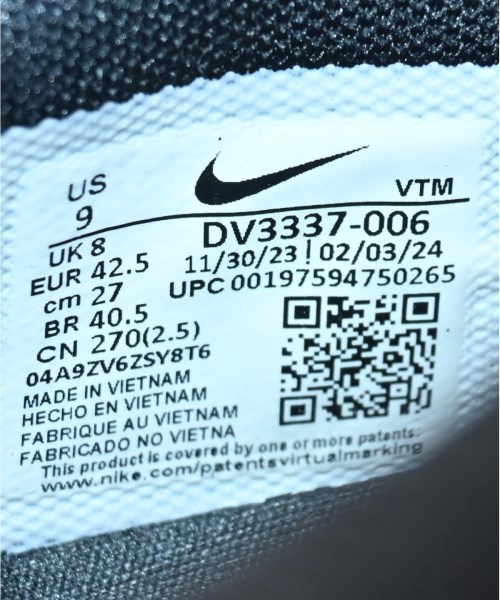 US
9
VTM
DV3337-006
11/30/23 | 02/03/24
UPC 00197594750265
UK 8
EUR 42.5
cm 27
BR 40.5
CN 270(2.5)
04A9ZV6ZSY8T6
MADE IN VIETNAM
HECHO EN VIETNAM
FABRIQUE AU VIETNAM
FABRICADO NO VIETNA
This product is covered by one or more patents:
www.nike.com/patentsvirtualmarking